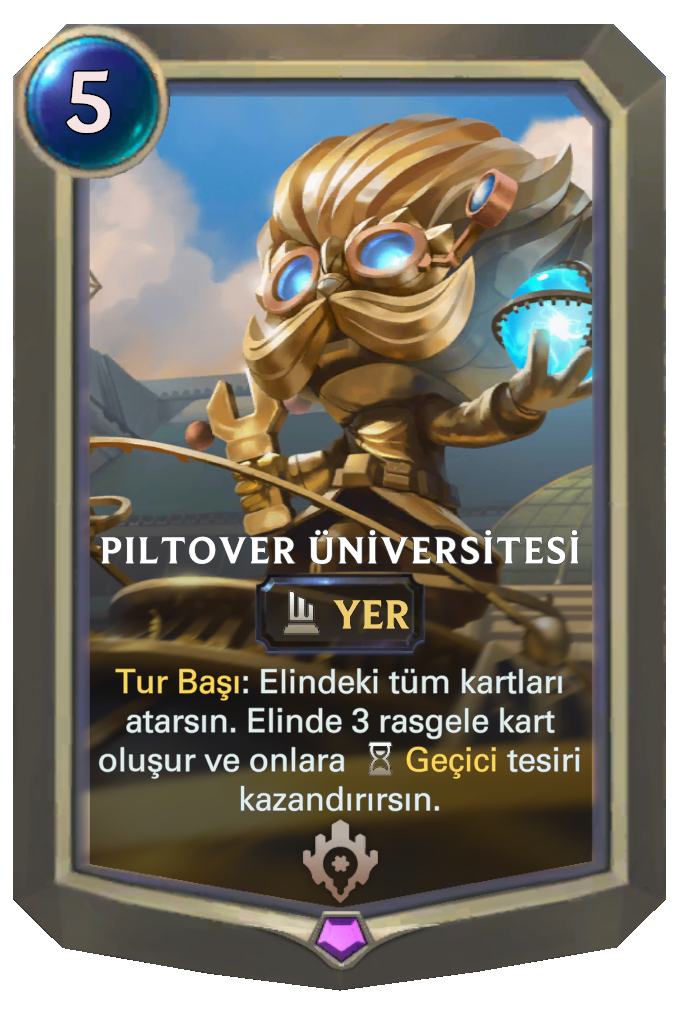 5
PILTOVER ÜNİVERSİTESİ
YER
Tur Başı: Elindeki tüm kartları
atarsın. Elinde 3 rasgele kart
oluşur ve onlara Geçici tesiri
kazandırırsın.